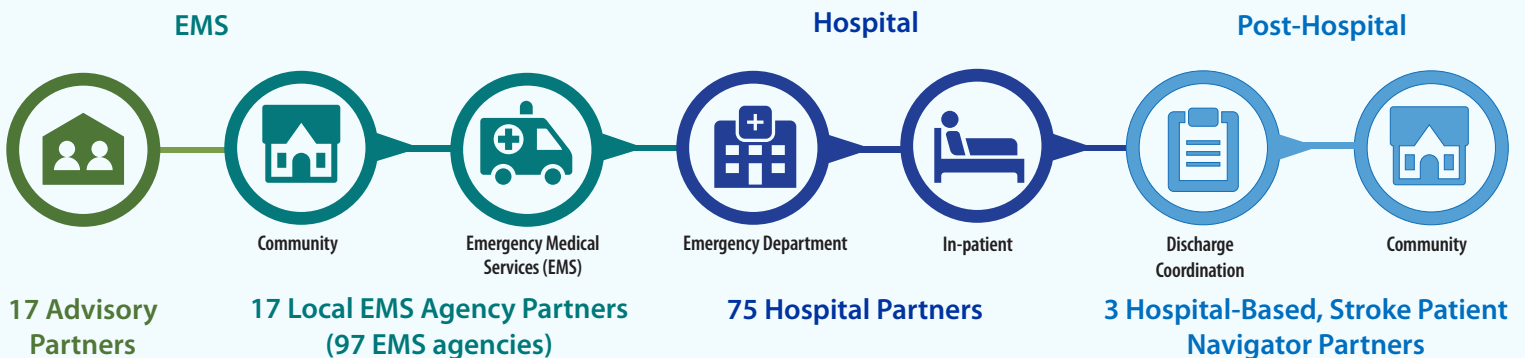 EMS
Hospital
Post-Hospital
Community
Emergency Medical
Services (EMS)
Emergency Department
In-patient
Discharge
Coordination
Community
17 Advisory
Partners
17 Local EMS Agency Partners
(97 EMS agencies)
75 Hospital Partners
3 Hospital-Based, Stroke Patient
Navigator Partners